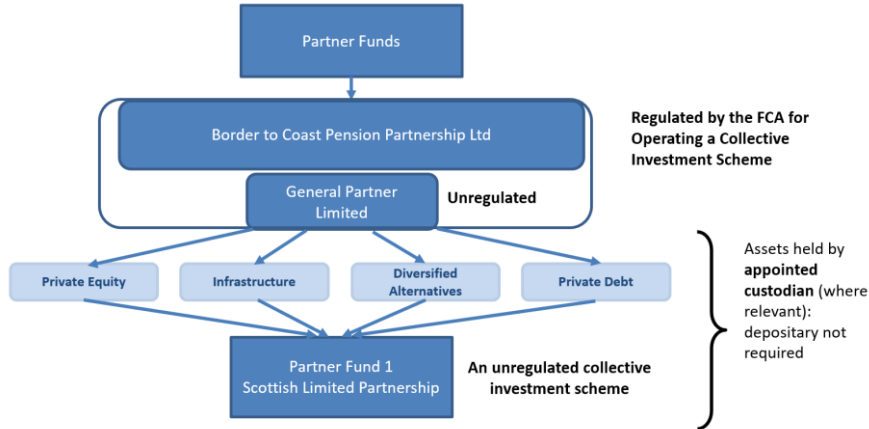 Partner Funds
Border to Coast Pension Partnership Ltd
Regulated by the FCA for
Operating a Collective
Investment Scheme
General Partner
Limited
Unregulated
Private Equity
Infrastructure
Diversified
Alternatives
Private Debt
Assets held by
appointed
custodian (where
relevant):
depositary not
required
Partner Fund 1
Scottish Limited Partnership
An unregulated collective
investment scheme